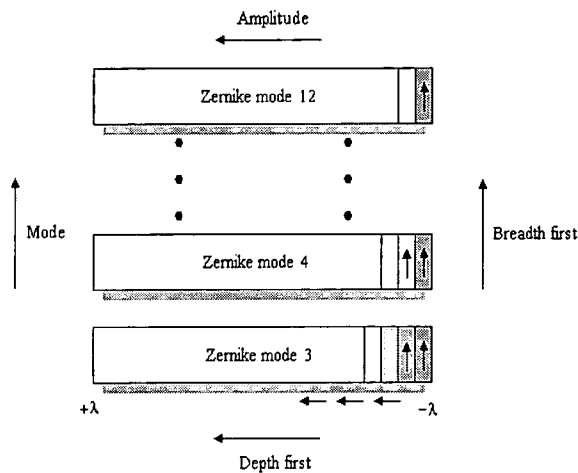 Amplitude
Zernike mode 12
Mode
Breadth first
Zernike mode 4
Zernike mode 3
+λ
−λ
Depth first